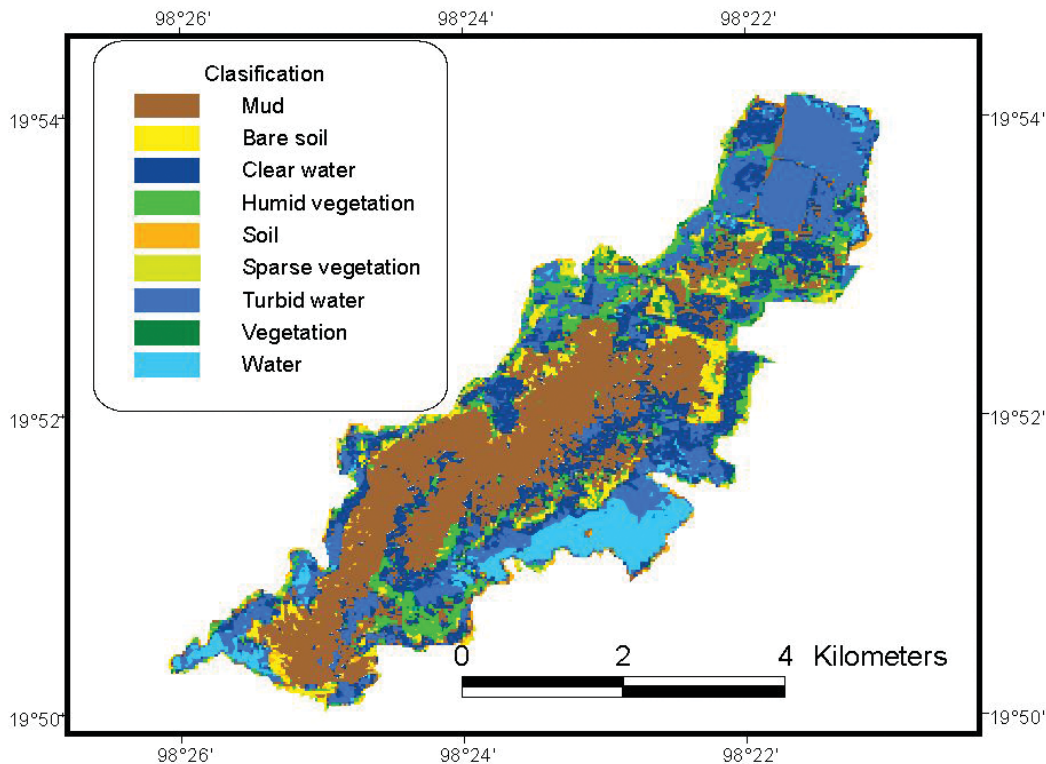 98°26' 98°24' 98°22'
Clasification
Mud
Bare soil
Clear water
Humid vegetation
Soil
Sparse vegetation
Turbid water
Vegetation
Water
19°54' 19°54'
19°52' 19°52'
0 2 4 Kilometers
19°50' 19°50'
98°26' 98°24' 98°22'